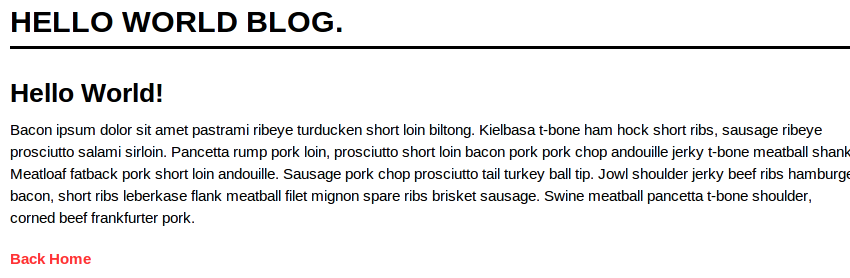 HELLO WORLD BLOG.
Hello World!
Bacon ipsum dolor sit amet pastrami ribeye turducken short loin biltong. Kielbasa t-bone ham hock short ribs, sausage ribeye
prosciutto salami sirloin. Pancetta rump pork loin, prosciutto short loin bacon pork pork chop andouille jerky t-bone meatball shank
Meatloaf fatback pork short loin andouille. Sausage pork chop prosciutto tail turkey ball tip. Jowl shoulder jerky beef ribs hamburge
bacon, short ribs leberkase flank meatball filet mignon spare ribs brisket sausage. Swine meatball pancetta t-bone shoulder,
corned beef frankfurter pork.
Back Home